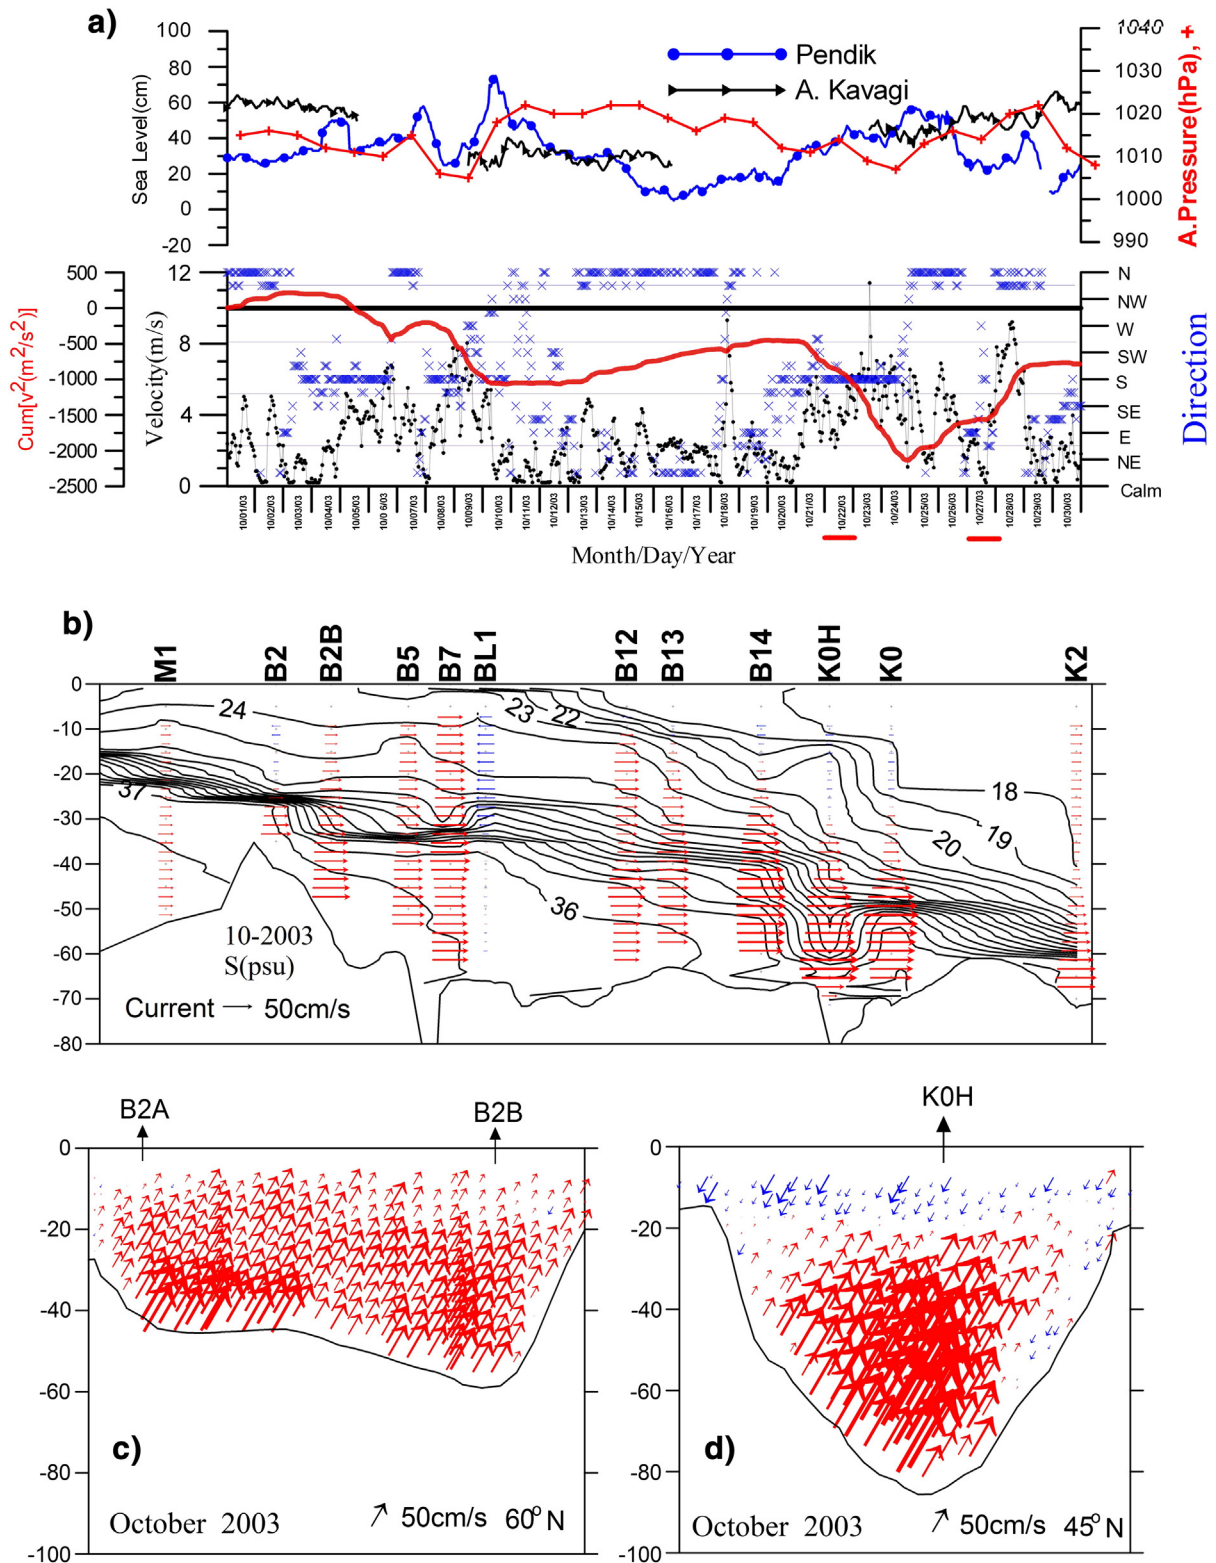 a)
100
80
60
40
20
0
-20
Sea Level(cm)
Pendik
A. Kavagi
1040
1030
1020
1010
1000
990
A.Pressure(hPa), +
500
0
-500
-1000
-1500
-2000
-2500
Cum[v²(m²/s²)]
12
8
4
0
Velocity(m/s)
N
NW
W
SW
S
SE
E
NE
Calm
Direction
10/01/03
10/02/03
10/03/03
10/04/03
10/05/03
10/0 6/03
10/07/03
10/08/03
10/09/03
10/10/03
10/11/03
10/12/03
10/13/03
10/14/03
10/15/03
10/16/03
10/17/03
10/18/03
10/19/03
10/20/03
10/21/03
10/22/03
10/23/03
10/24/03
10/25/03
10/26/03
10/27/03
10/28/03
10/29/03
10/30/03
Month/Day/Year
b)
M1 B2 B2B B5 B7 BL1 B12 B13 B14 K0H K0 K2
0
-10
-20
-30
-40
-50
-60
-70
-80
24
23
22
37
36
18
19
20
10-2003
S(psu)
Current 50cm/s
B2A B2B
0
-20
-40
-60
-80
-100
c)
October 2003
50cm/s 60°N
K0H
0
-20
-40
-60
-80
-100
d)
October 2003
50cm/s 45°N